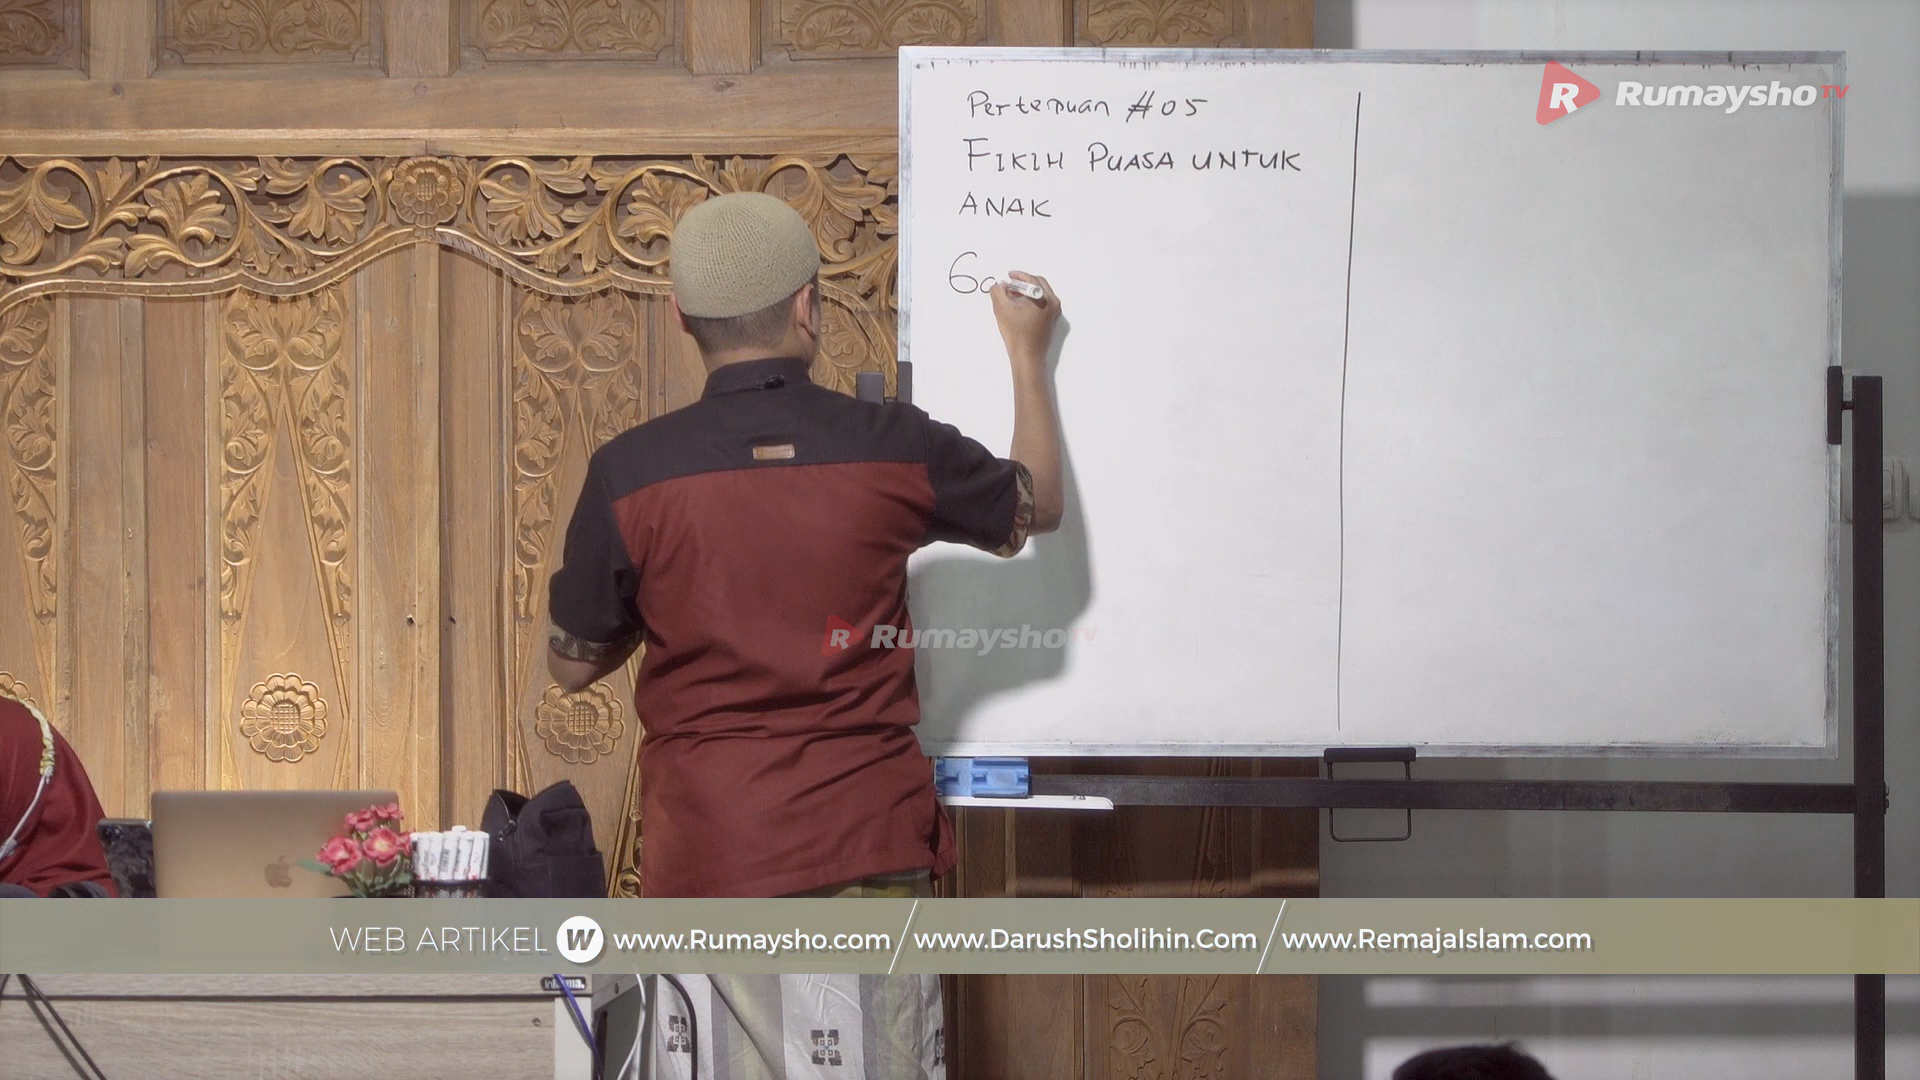 Pertemuan #05
FIKIH PUASA UNTUK
ANAK
R Rumaysho TV
R Rumaysho TV
WEB ARTIKEL W www.Rumaysho.com / www.DarushSholihin.Com / www.RemajaIslam.com
informa.